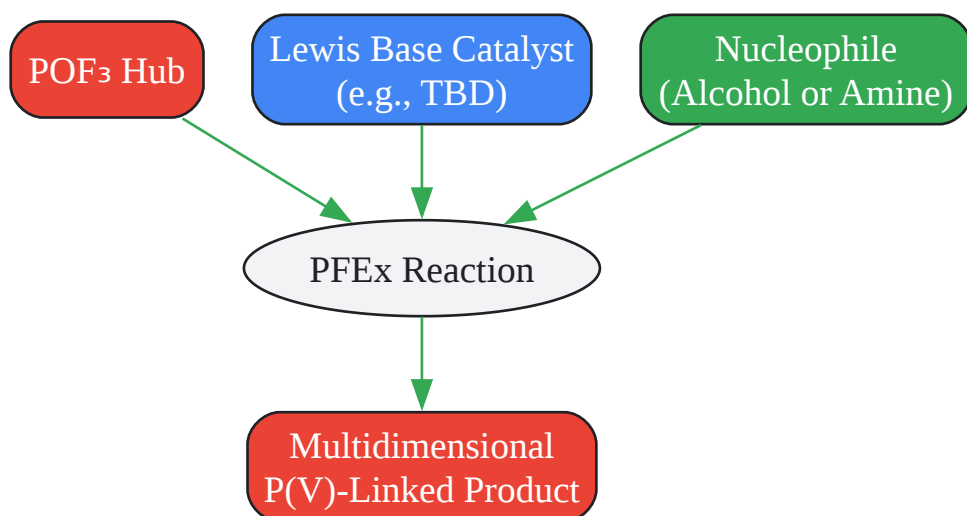 POF₃ Hub
Lewis Base Catalyst
(e.g., TBD)
Nucleophile
(Alcohol or Amine)
PFEx Reaction
Multidimensional
P(V)-Linked Product